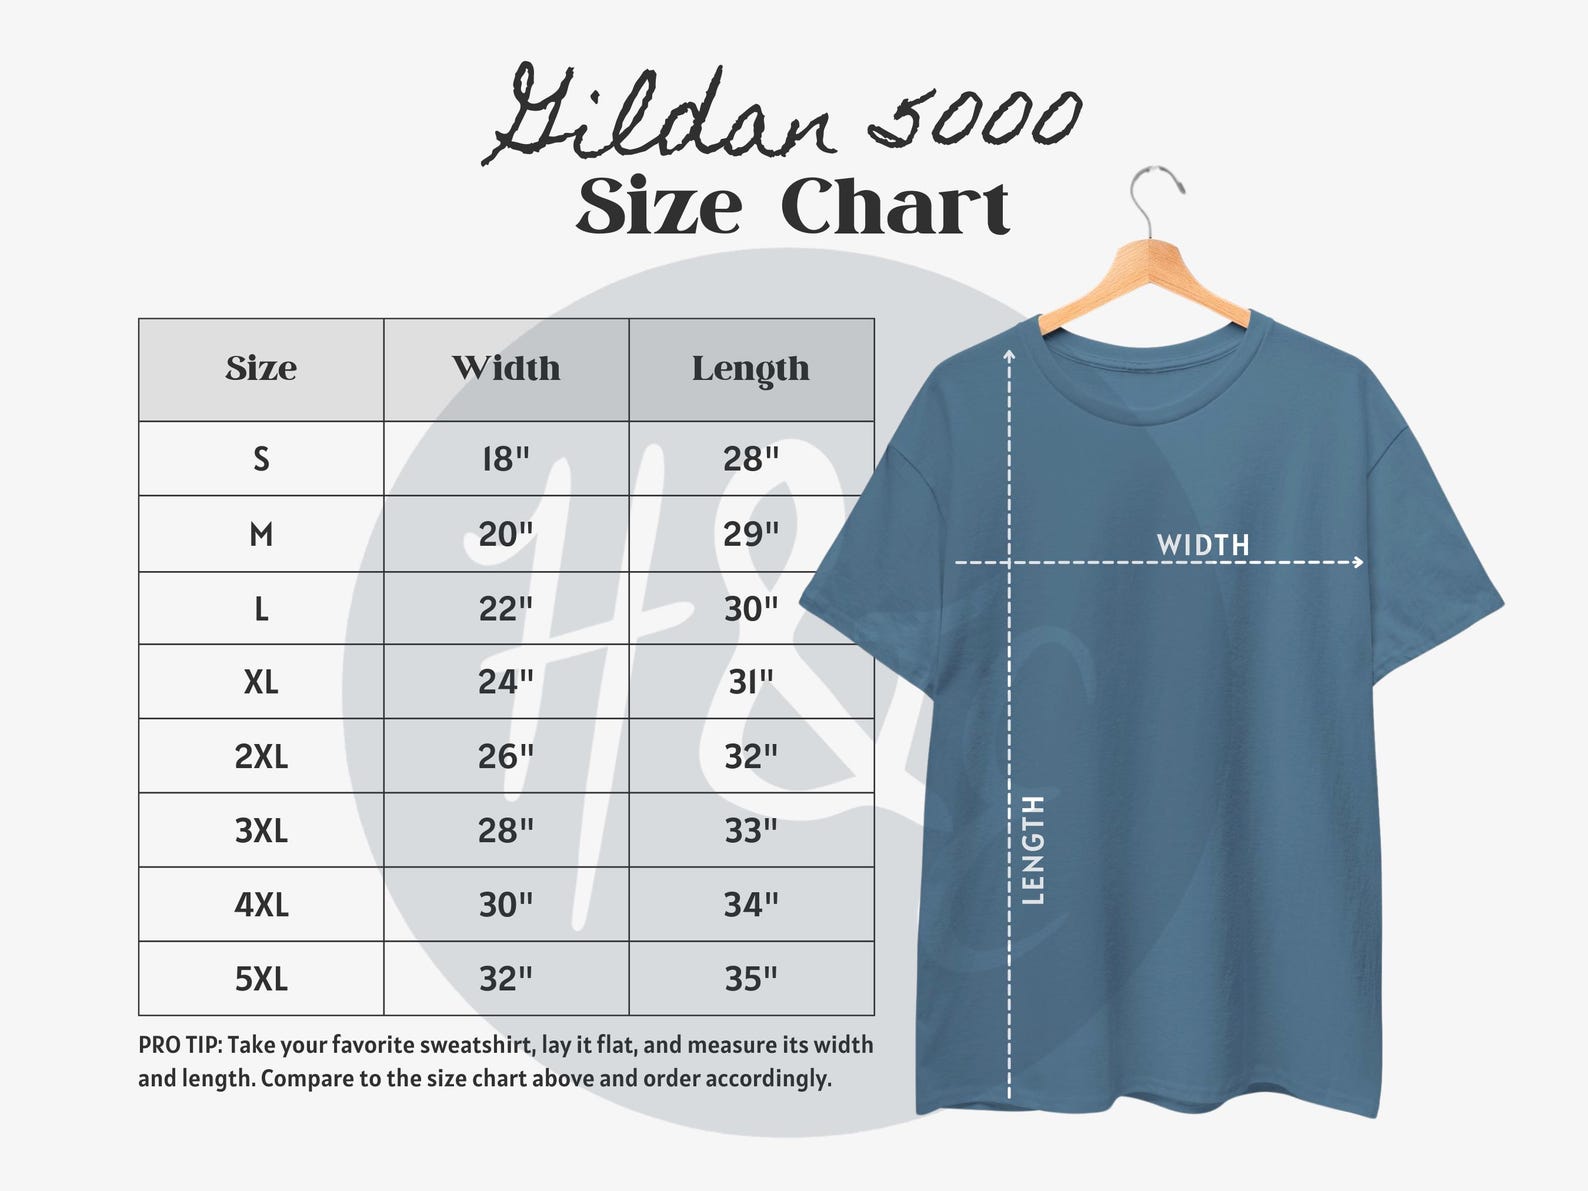 Gildan 5000
Size Chart
Size Width Length
S 18" 28"
M 20" 29"
L 22" 30"
XL 24" 31"
2XL 26" 32"
3XL 28" 33"
4XL 30" 34"
5XL 32" 35"
PRO TIP: Take your favorite sweatshirt, lay it flat, and measure its width
and length. Compare to the size chart above and order accordingly.
WIDTH
LENGTH
H&C